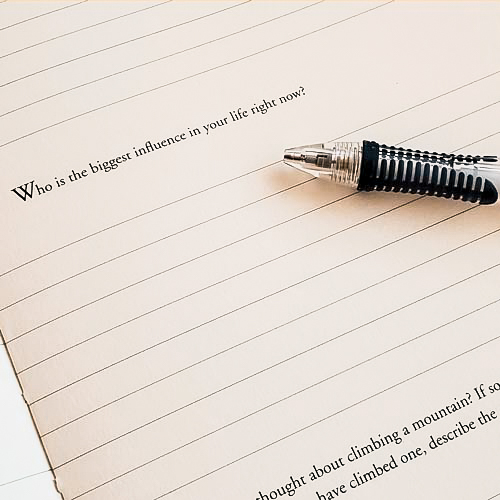 Who is the biggest influence in your life right now?
thought about climbing a mountain? If so
have climbed one, describe the